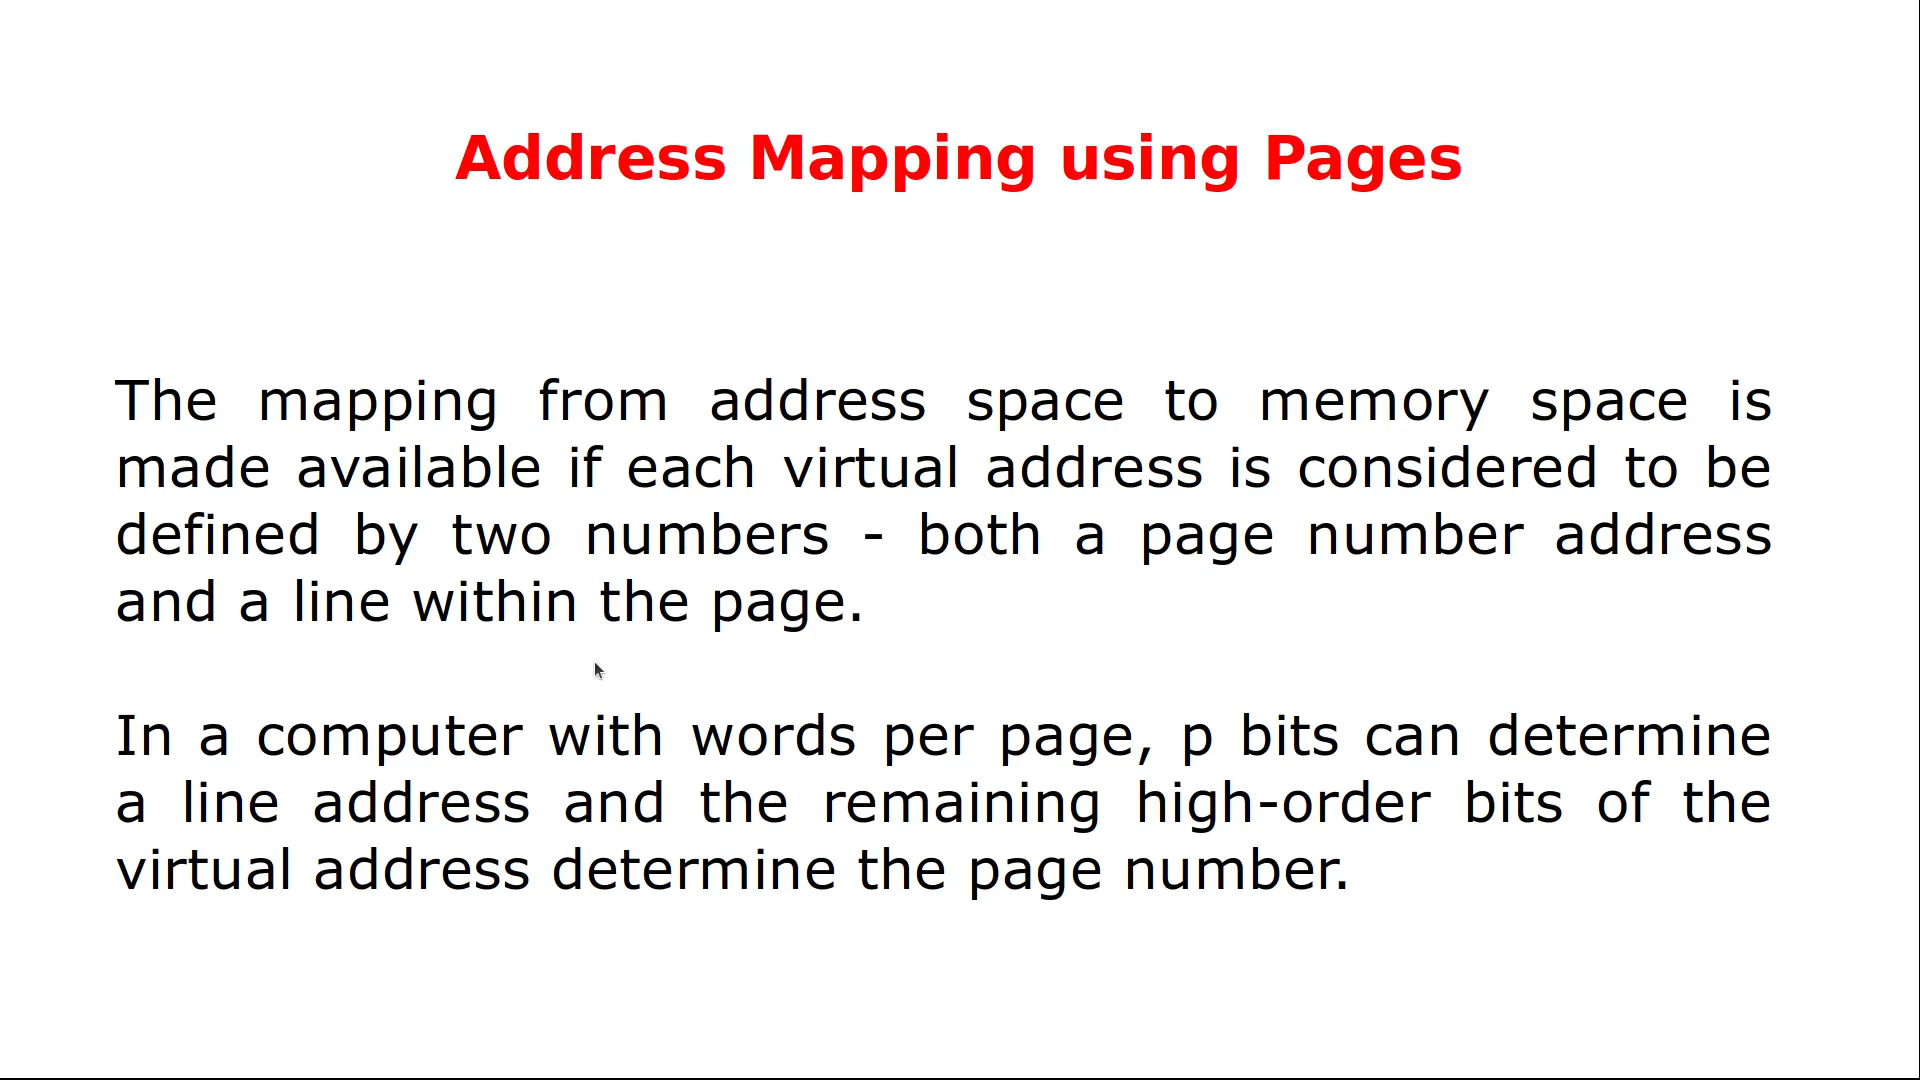 Address Mapping using Pages
The mapping from address space to memory space is
made available if each virtual address is considered to be
defined by two numbers - both a page number address
and a line within the page.
In a computer with words per page, p bits can determine
a line address and the remaining high-order bits of the
virtual address determine the page number.